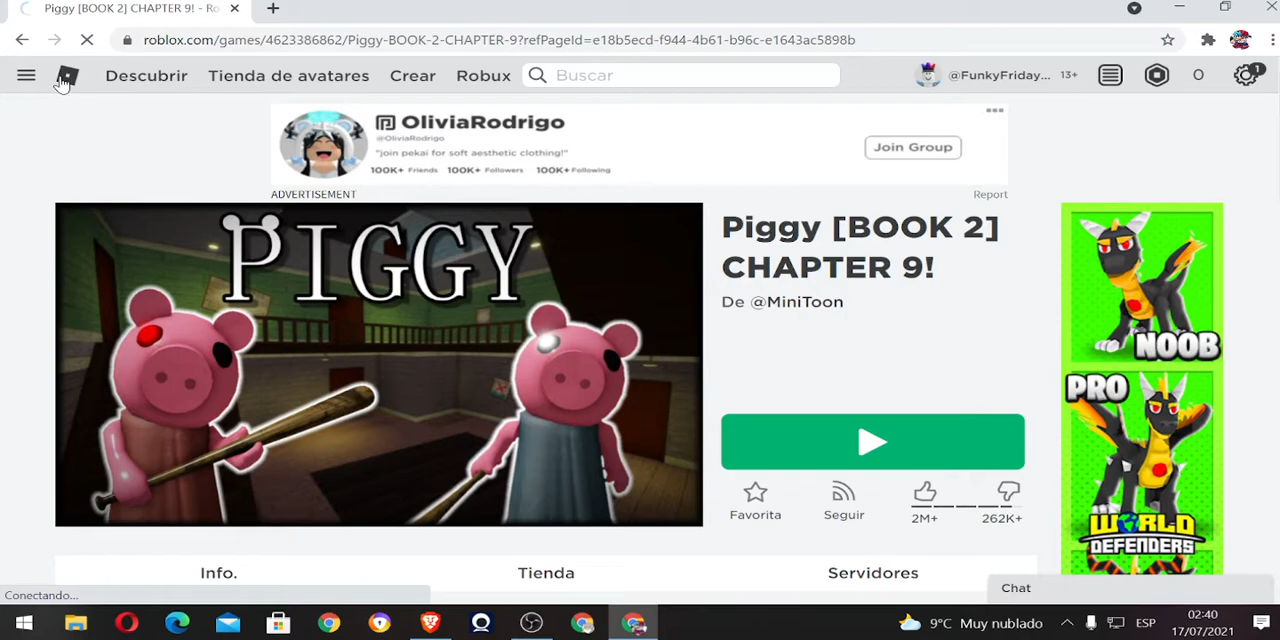 Piggy [BOOK 2] CHAPTER 9! - Ro
roblox.com/games/4623386862/Piggy-BOOK-2-CHAPTER-9?refPageId=e18b5ecd-f944-4b61-b96c-e1643ac5898b
Descubrir Tienda de avatares Crear Robux Buscar @FunkyFriday... 13+ 0 1
OliviaRodrigo
@OliviaRodrigo
"join pekai for soft aesthetic clothing!"
100K+ Friends 100K+ Followers 100K+ Following
Join Group
ADVERTISEMENT Report
PIGGY
Piggy [BOOK 2]
CHAPTER 9!
De @MiniToon
NOOB
PRO
WORLD
DEFENDERS
Favorita Seguir 2M+ 262K+
Info. Tienda Servidores
Chat
Conectando...
9°C Muy nublado ESP 02:40
17/07/2021